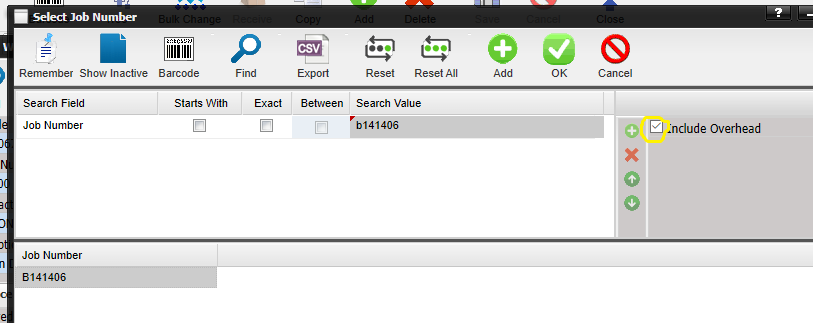 Bulk Change Receive Copy Add Delete Save Cancel Close
Select Job Number ?
CSV
Remember Show Inactive Barcode Find Export Reset Reset All Add OK Cancel
Search Field Starts With Exact Between Search Value
Job Number b141406
Include Overhead
Job Number
B141406